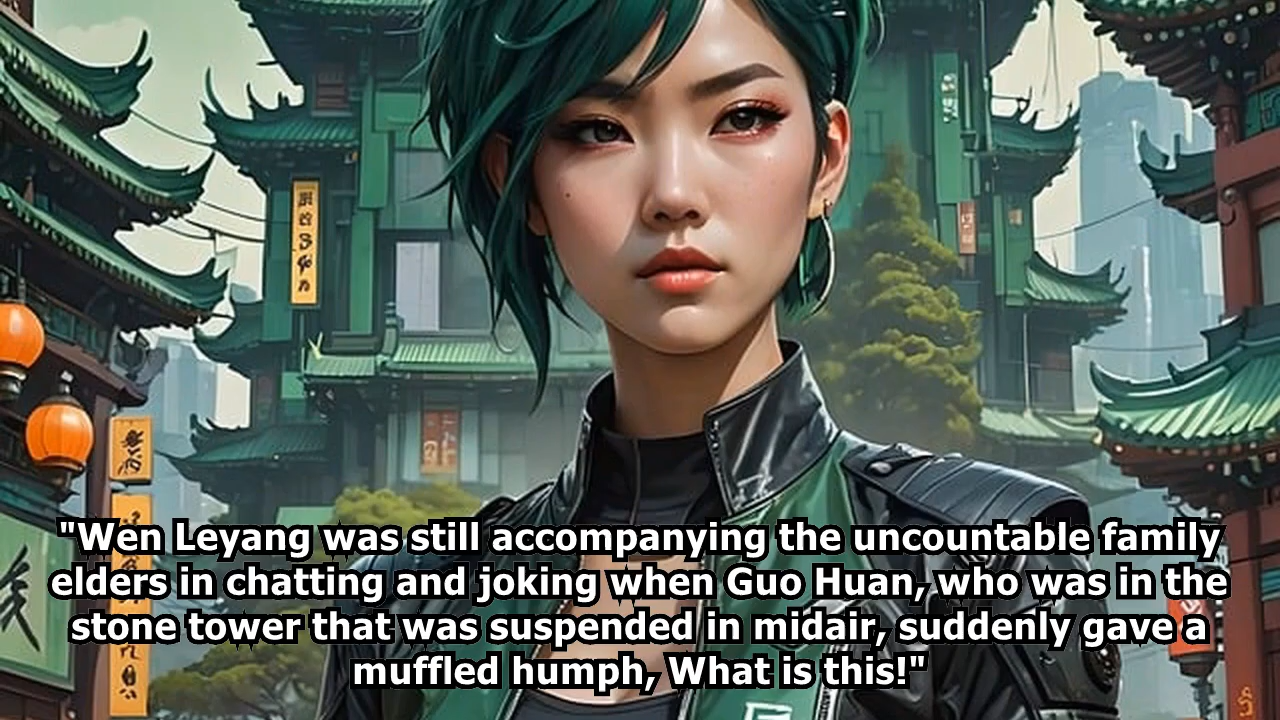 "Wen Leyang was still accompanying the uncountable family
elders in chatting and joking when Guo Huan, who was in the
stone tower that was suspended in midair, suddenly gave a
muffled humph, What is this!"